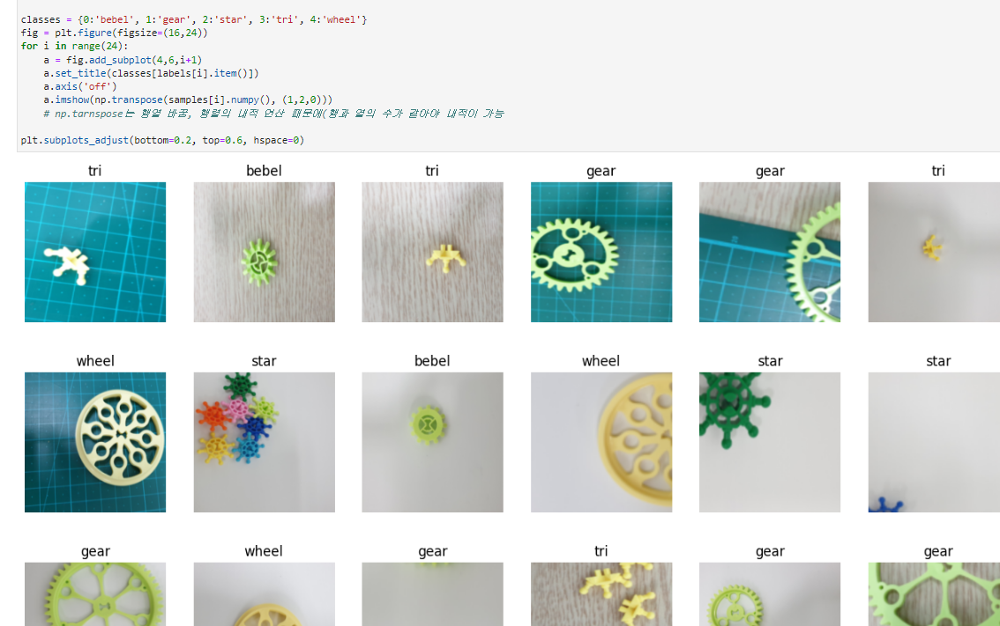 classes = {0:'bebel', 1:'gear', 2:'star', 3:'tri', 4:'wheel'}
fig = plt.figure(figsize=(16,24))
for i in range(24):
    a = fig.add_subplot(4,6,i+1)
    a.set_title(classes[labels[i].item()])
    a.axis('off')
    a.imshow(np.transpose(samples[i].numpy(), (1,2,0)))
    # np.tarnspose는 행열 바꿈, 행렬의 내적 연산 때문에(행과 열의 수가 같아야 내적이 가능
plt.subplots_adjust(bottom=0.2, top=0.6, hspace=0)
tri bebel tri gear gear tri
wheel star bebel wheel star star
gear wheel gear tri gear gear